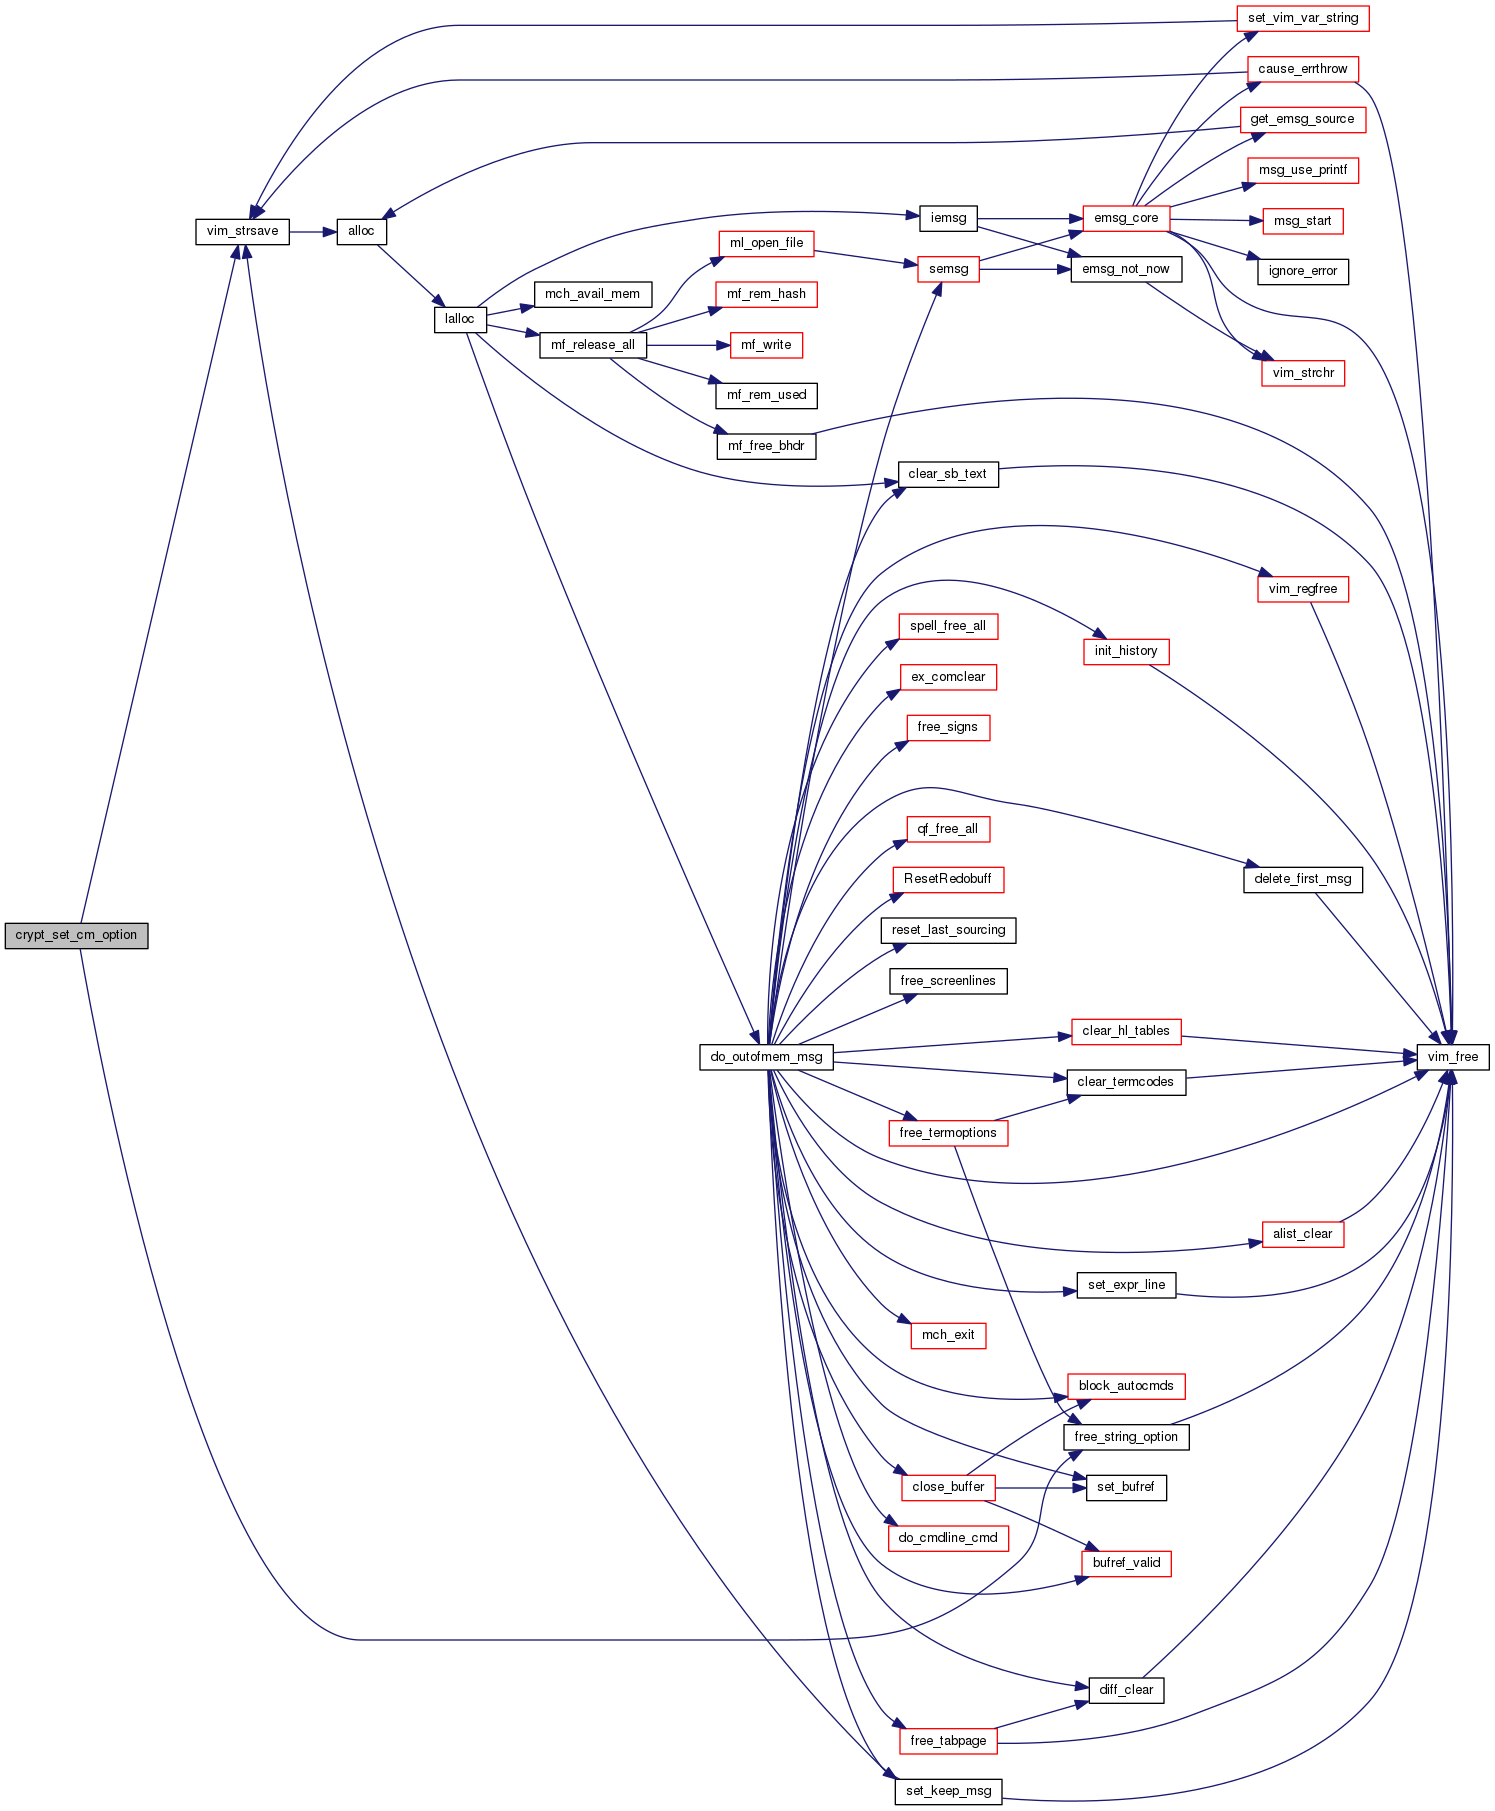 set_vim_var_string
cause_errthrow
get_emsg_source
msg_use_printf
iemsg
emsg_core
msg_start
vim_strsave
alloc
ml_open_file
semsg
emsg_not_now
ignore_error
mch_avail_mem
mf_rem_hash
lalloc
mf_release_all
mf_write
vim_strchr
mf_rem_used
mf_free_bhdr
clear_sb_text
vim_regfree
spell_free_all
init_history
ex_comclear
free_signs
qf_free_all
ResetRedobuff
delete_first_msg
reset_last_sourcing
crypt_set_cm_option
free_screenlines
clear_hl_tables
do_outofmem_msg
vim_free
clear_termcodes
free_termoptions
alist_clear
set_expr_line
mch_exit
block_autocmds
free_string_option
close_buffer
set_bufref
do_cmdline_cmd
bufref_valid
diff_clear
free_tabpage
set_keep_msg